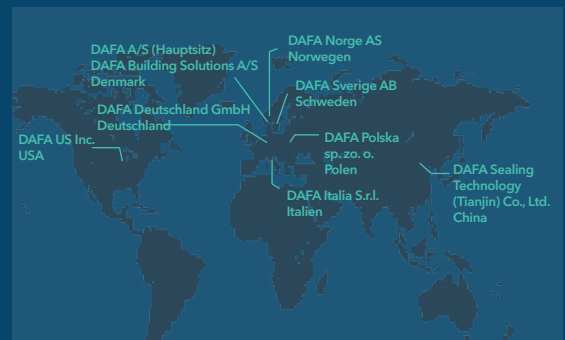 DAFA A/S (Hauptsitz)
DAFA Building Solutions A/S
Denmark
DAFA Norge AS
Norwegen
DAFA Sverige AB
Schweden
DAFA Deutschland GmbH
Deutschland
DAFA US Inc.
USA
DAFA Polska
sp. zo. o.
Polen
DAFA Sealing
Technology
(Tianjin) Co., Ltd.
China
DAFA Italia S.r.l.
Italien